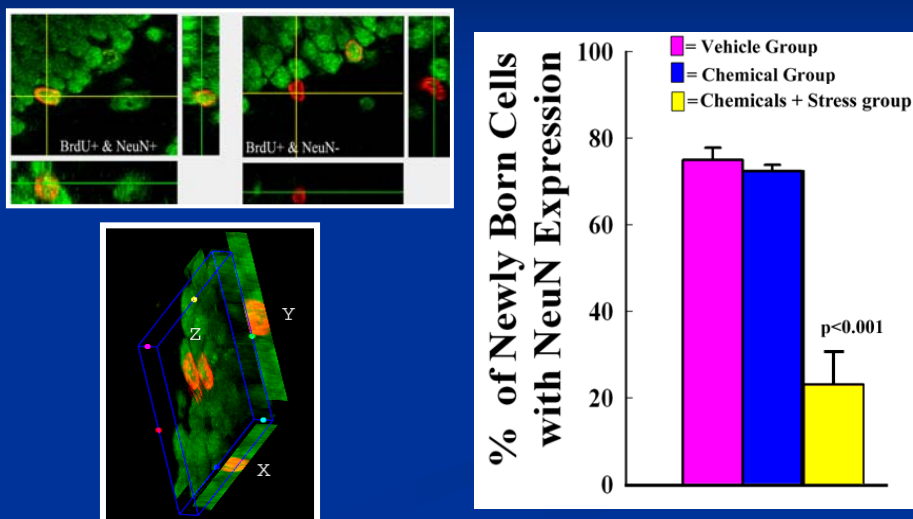 BrdU+ & NeuN+
BrdU+ & NeuN-
Z
Y
X
% of Newly Born Cells
with NeuN Expression
100
80
60
40
20
0
= Vehicle Group
= Chemical Group
=Chemicals + Stress group
p<0.001